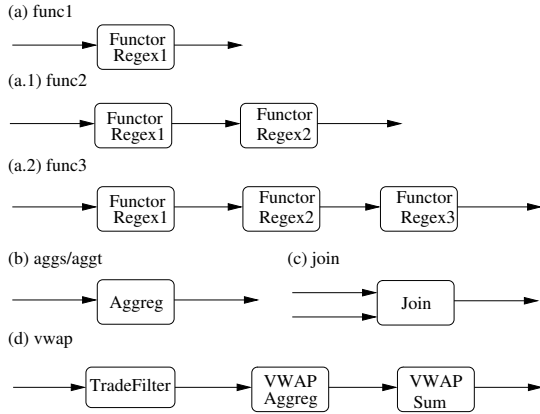 (a) func1
Functor
Regex1
(a.1) func2
Functor
Regex1
Functor
Regex2
(a.2) func3
Functor
Regex1
Functor
Regex2
Functor
Regex3
(b) aggs/aggt
(c) join
Aggreg
Join
(d) vwap
TradeFilter
VWAP
Aggreg
VWAP
Sum